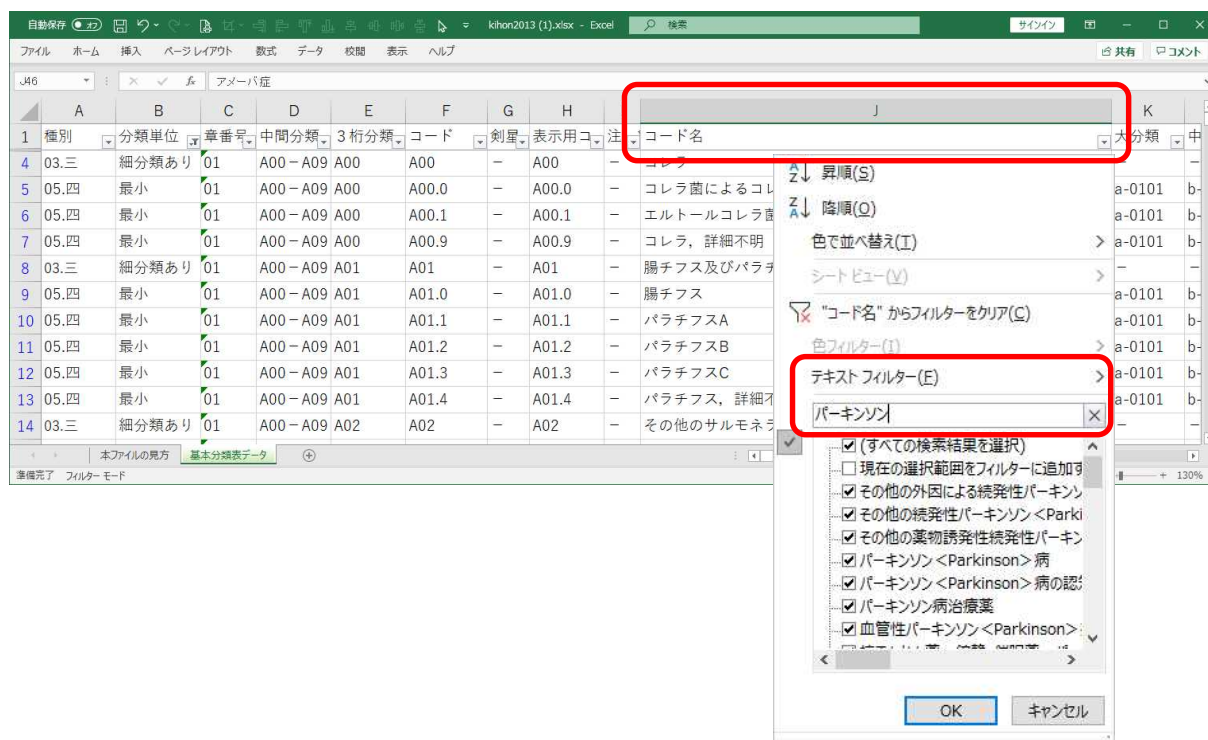 自動保存 オフ kihon2013 (1).xlsx - Excel 検索 サインイン
ファイル ホーム 挿入 ページ レイアウト 数式 データ 校閲 表示 ヘルプ 共有 コメント
J46 fx アメーバ症
A B C D E F G H J K
1 種別 分類単位 章番号 中間分類 3桁分類 コード 剣星 表示用コ 注 コード名 大分類 中
4 03.三 細分類あり 01 A00－A09 A00 A00 － A00 － コレラ －
5 05.四 最小 01 A00－A09 A00 A00.0 － A00.0 － コレラ菌によるコレ a-0101 b-
6 05.四 最小 01 A00－A09 A00 A00.1 － A00.1 － エルトールコレラ菌 a-0101 b-
7 05.四 最小 01 A00－A09 A00 A00.9 － A00.9 － コレラ，詳細不明 a-0101 b-
8 03.三 細分類あり 01 A00－A09 A01 A01 － A01 － 腸チフス及びパラチ － －
9 05.四 最小 01 A00－A09 A01 A01.0 － A01.0 － 腸チフス a-0101 b-
10 05.四 最小 01 A00－A09 A01 A01.1 － A01.1 － パラチフスA a-0101 b-
11 05.四 最小 01 A00－A09 A01 A01.2 － A01.2 － パラチフスB a-0101 b-
12 05.四 最小 01 A00－A09 A01 A01.3 － A01.3 － パラチフスC a-0101 b-
13 05.四 最小 01 A00－A09 A01 A01.4 － A01.4 － パラチフス，詳細不 a-0101 b-
14 03.三 細分類あり 01 A00－A09 A02 A02 － A02 － その他のサルモネラ － －
本ファイルの見方 基本分類表データ
準備完了 フィルター モード 130%
昇順(S)
降順(O)
色で並べ替え(T)
シート ビュー(V)
"コード名" からフィルターをクリア(C)
色フィルター(I)
テキスト フィルター(F)
パーキンソン
(すべての検索結果を選択)
現在の選択範囲をフィルターに追加す
その他の外因による続発性パーキンソ
その他の続発性パーキンソン<Parki
その他の薬物誘発性続発性パーキン
パーキンソン<Parkinson>病
パーキンソン<Parkinson>病の認
パーキンソン病治療薬
血管性パーキンソン<Parkinson>
OK キャンセル